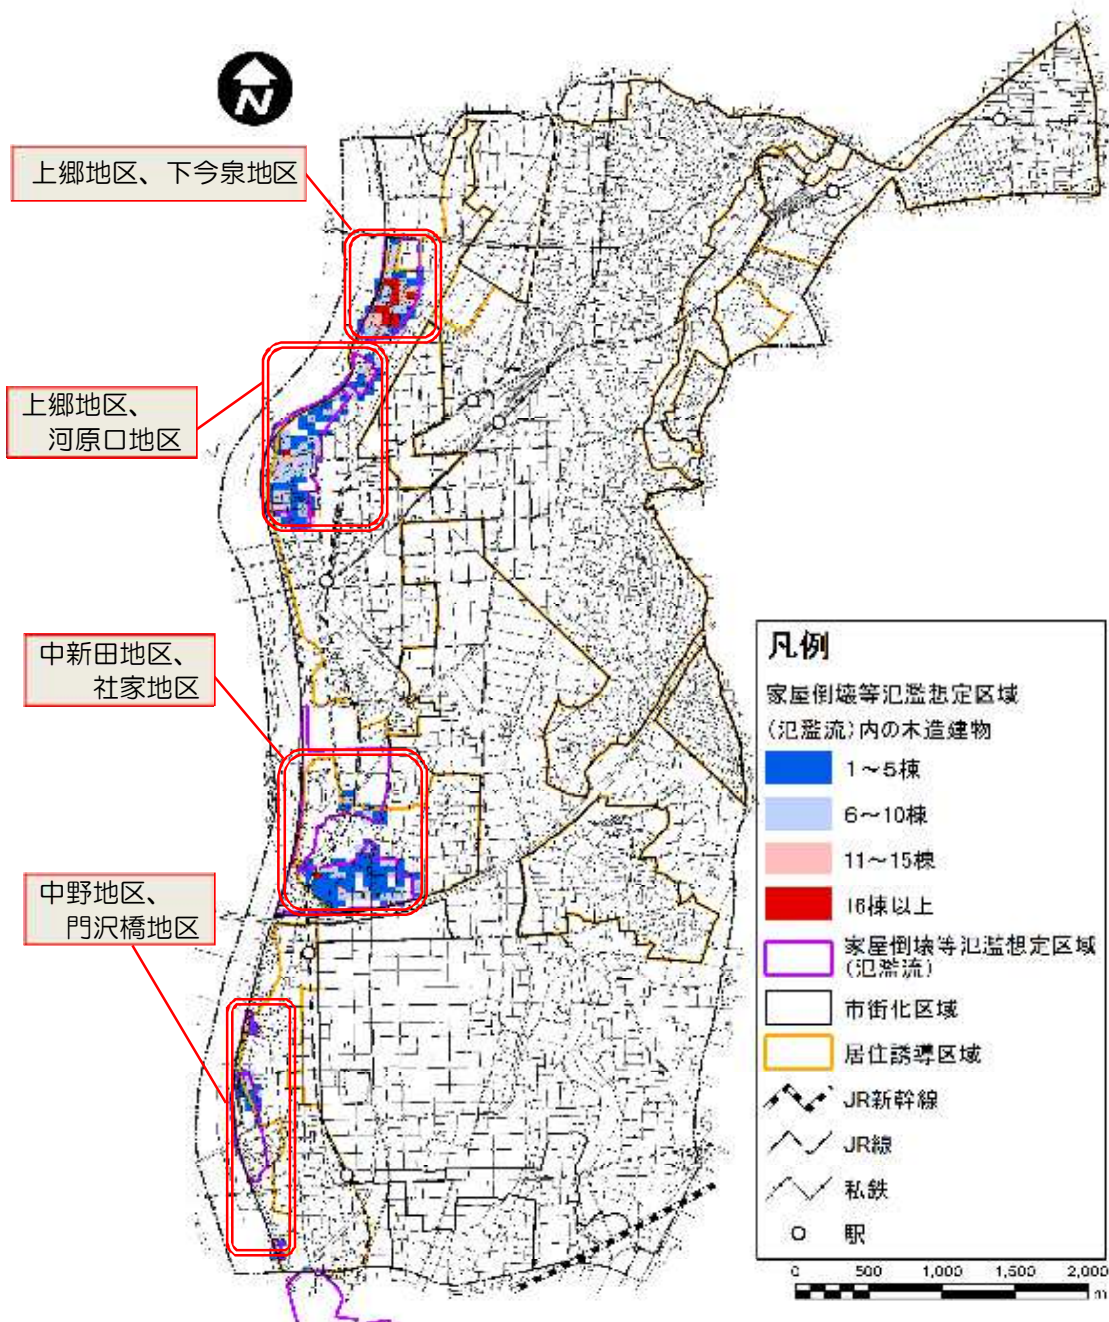 N
上郷地区、下今泉地区
上郷地区、
河原口地区
中新田地区、
社家地区
中野地区、
門沢橋地区
凡例
家屋倒壊等氾濫想定区域
(氾濫流)内の木造建物
1～5棟
6～10棟
11～15棟
16棟以上
家屋倒壊等氾濫想定区域
(氾濫流)
市街化区域
居住誘導区域
JR新幹線
JR線
私鉄
駅
0 500 1,000 1,500 2,000
m